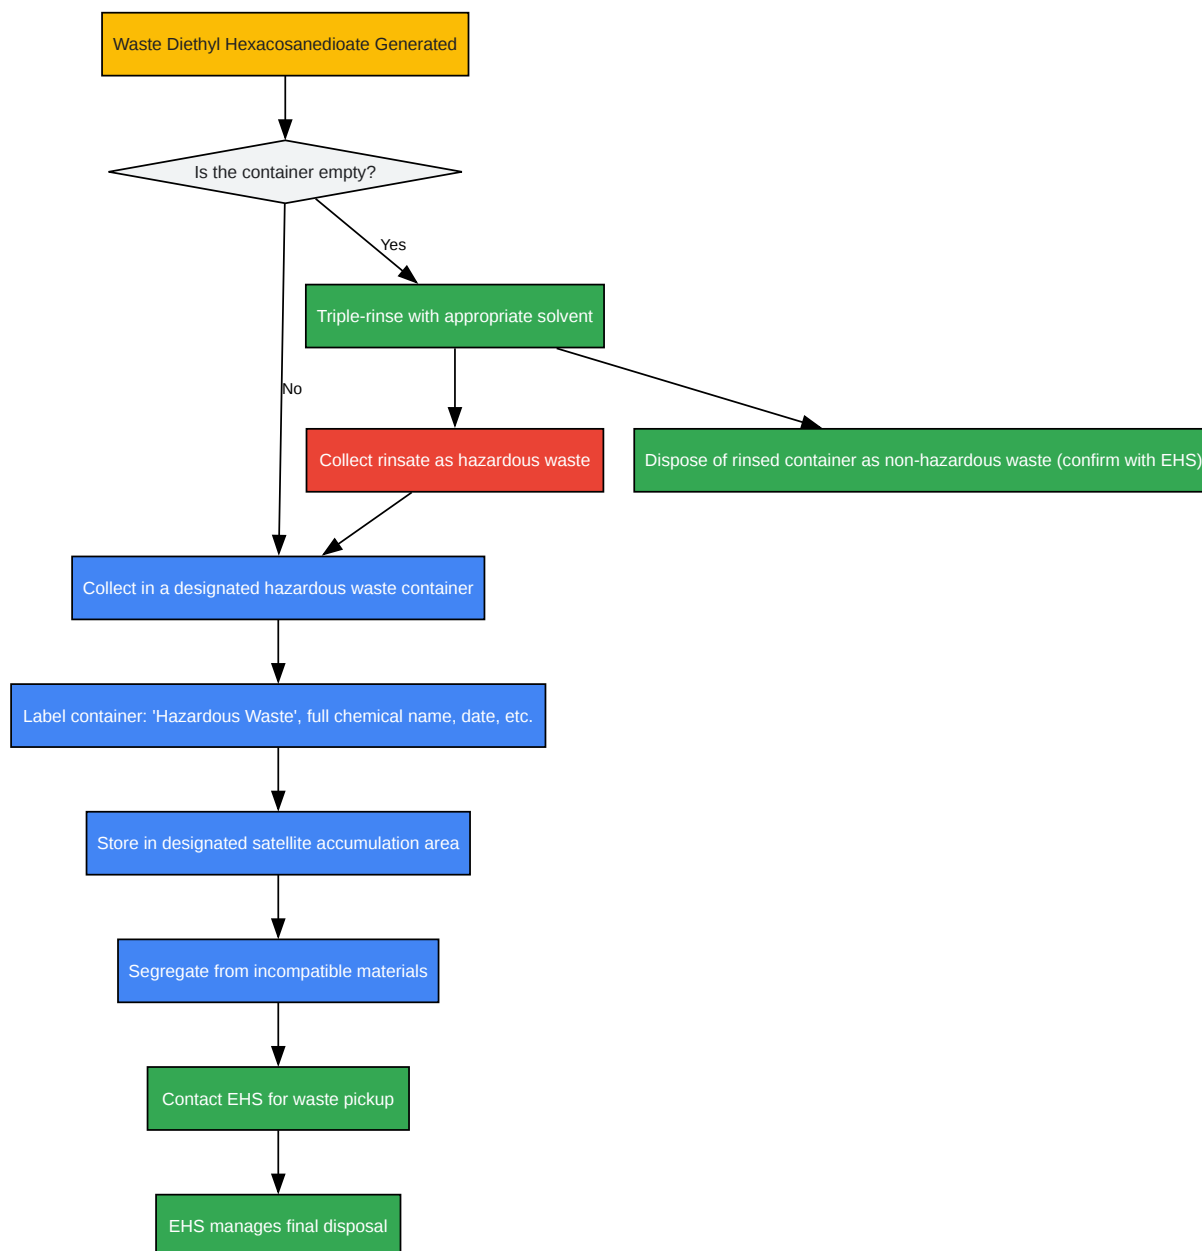 Waste Diethyl Hexacosanedioate Generated
Is the container empty?
Yes
Triple-rinse with appropriate solvent
No
Collect rinsate as hazardous waste
Dispose of rinsed container as non-hazardous waste (confirm with EHS)
Collect in a designated hazardous waste container
Label container: 'Hazardous Waste', full chemical name, date, etc.
Store in designated satellite accumulation area
Segregate from incompatible materials
Contact EHS for waste pickup
EHS manages final disposal